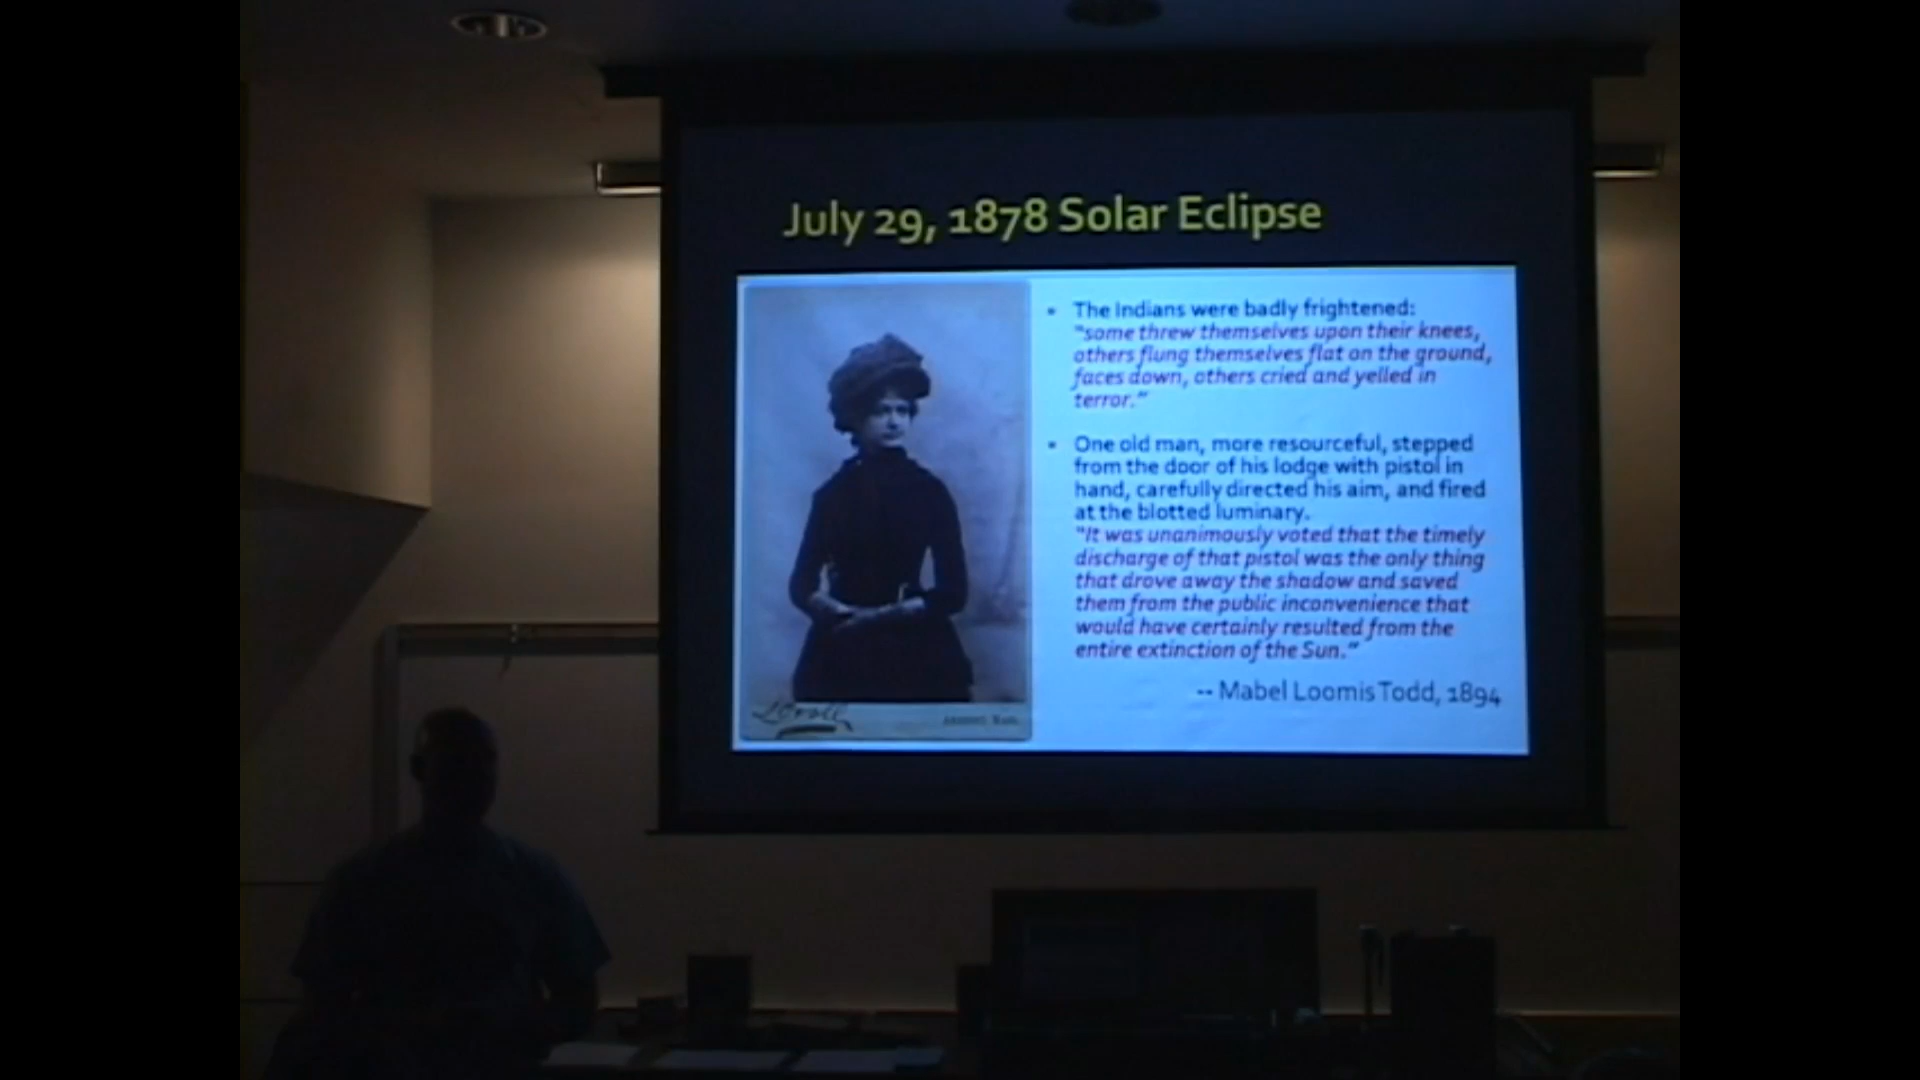 July 29, 1878 Solar Eclipse
The Indians were badly frightened:
"some threw themselves upon their knees,
others flung themselves flat on the ground,
faces down, others cried and yelled in
terror."
One old man, more resourceful, stepped
from the door of his lodge with pistol in
hand, carefully directed his aim, and fired
at the blotted luminary.
"It was unanimously voted that the timely
discharge of that pistol was the only thing
that drove away the shadow and saved
them from the public inconvenience that
would have certainly resulted from the
entire extinction of the Sun."
-- Mabel Loomis Todd, 1894